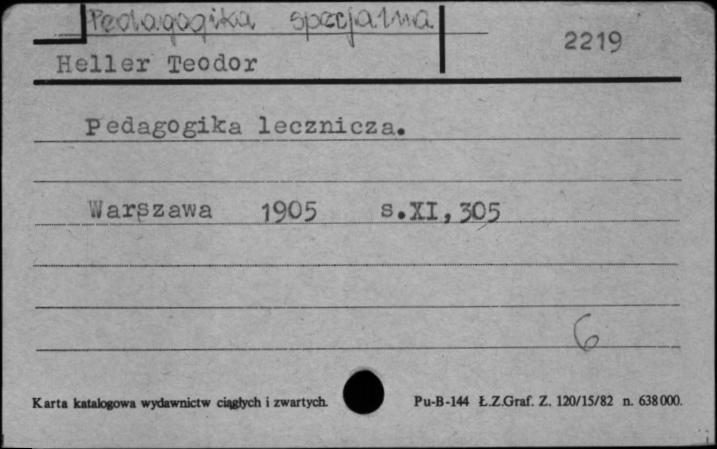 Pedagogika specjalna
2219
Heller Teodor
Pedagogika lecznicza.
Warszawa 1905 s.XI,305
6
Karta katalogowa wydawnictw ciągłych i zwartych. Pu-B-144 Ł.Z.Graf. Z. 120/15/82 n. 638000.